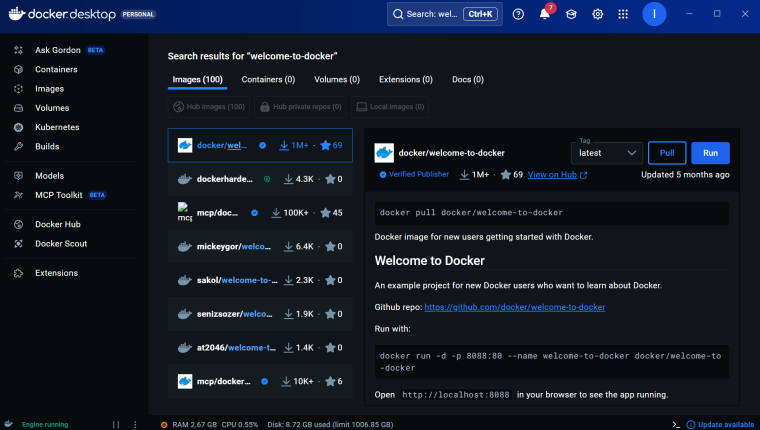 docker.desktop PERSONAL
Search: wel... Ctrl+K
7
I
Ask Gordon BETA
Containers
Images
Volumes
Kubernetes
Builds
Models
MCP Toolkit BETA
Docker Hub
Docker Scout
Extensions
Search results for "welcome-to-docker"
Images (100) Containers (0) Volumes (0) Extensions (0) Docs (0)
Hub images (100) Hub private repos (0) Local images (0)
docker/wel... 1M+ · 69
dockerharde... 4.3K · 0
mcp/doc... 100K+ · 45
mickeygor/welco... 6.4K · 0
sakol/welcome-to-... 2.3K · 0
senizsozer/welco... 1.9K · 0
at2046/welcome-t... 1.4K · 0
mcp/docker... 10K+ · 6
docker/welcome-to-docker
Tag
latest
Pull
Run
Verified Publisher 1M+ · 69 View on Hub
Updated 5 months ago
docker pull docker/welcome-to-docker
Docker image for new users getting started with Docker.
Welcome to Docker
An example project for new Docker users who want to learn about Docker.
Github repo: https://github.com/docker/welcome-to-docker
Run with:
docker run -d -p 8088:80 --name welcome-to-docker docker/welcome-to
-docker
Open http://localhost:8088 in your browser to see the app running.
Engine running
RAM 2.67 GB CPU 0.55% Disk: 8.72 GB used (limit 1006.85 GB)
Update available